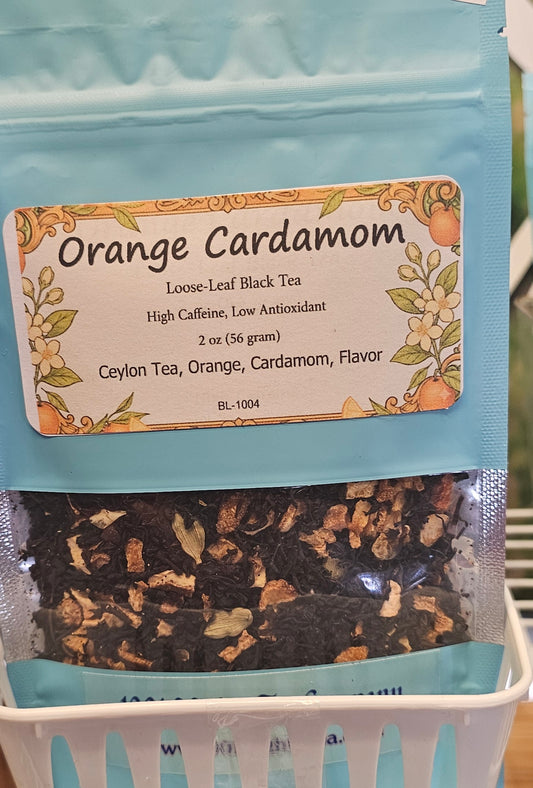 Orange Cardamom
Loose-Leaf Black Tea
High Caffeine, Low Antioxidant
2 oz (56 gram)
Ceylon Tea, Orange, Cardamom, Flavor
BL-1004